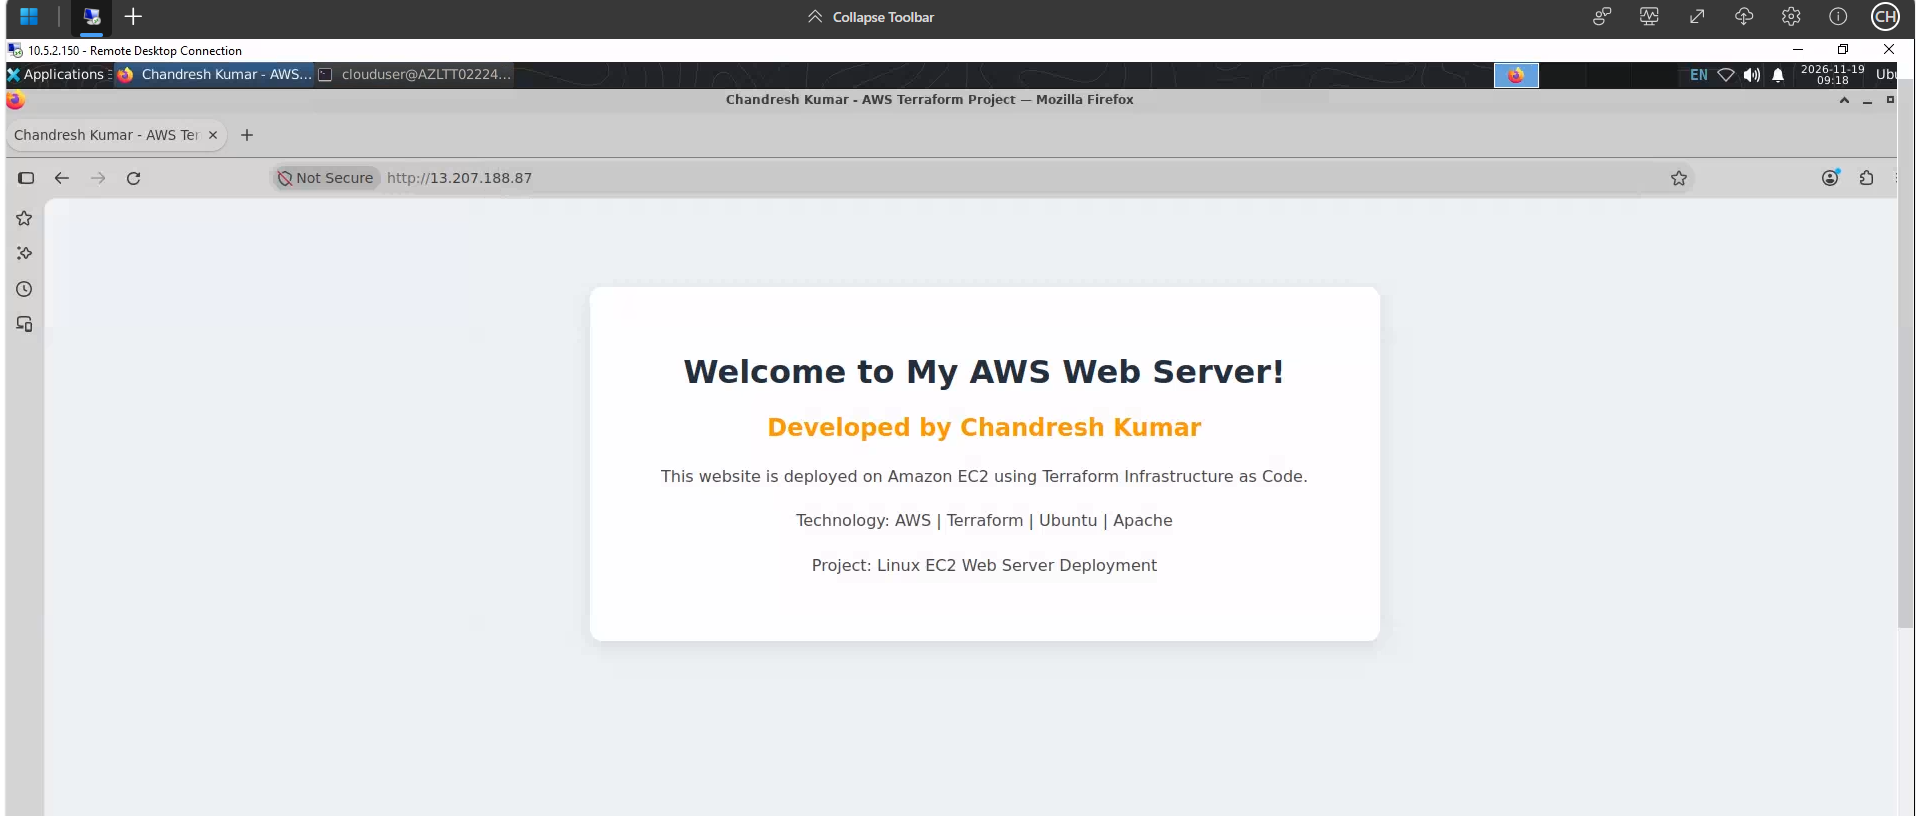 Collapse Toolbar
CH
10.5.2.150 - Remote Desktop Connection
Applications
Chandresh Kumar - AWS...
clouduser@AZLTT02224...
EN
2026-11-19
09:18
Ubu
Chandresh Kumar - AWS Terraform Project — Mozilla Firefox
Chandresh Kumar - AWS Ter
Not Secure
http://13.207.188.87
Welcome to My AWS Web Server!
Developed by Chandresh Kumar
This website is deployed on Amazon EC2 using Terraform Infrastructure as Code.
Technology: AWS | Terraform | Ubuntu | Apache
Project: Linux EC2 Web Server Deployment